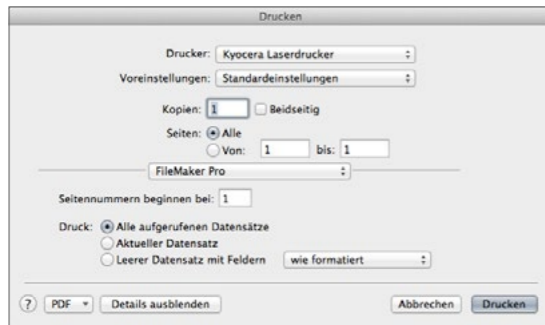 Drucken
Drucker: Kyocera Laserdrucker
Voreinstellungen: Standardeinstellungen
Kopien: 1 Beidseitig
Seiten: Alle
Von: 1 bis: 1
FileMaker Pro
Seitennummern beginnen bei: 1
Druck: Alle aufgerufenen Datensätze
Aktueller Datensatz
Leerer Datensatz mit Feldern wie formatiert
? PDF Details ausblenden Abbrechen Drucken